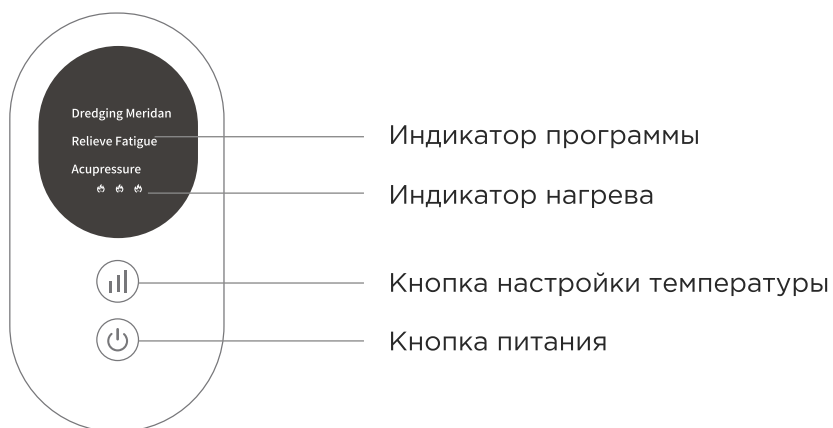 Dredging Meridan
Relieve Fatigue
Acupressure
Индикатор программы
Индикатор нагрева
Кнопка настройки температуры
Кнопка питания